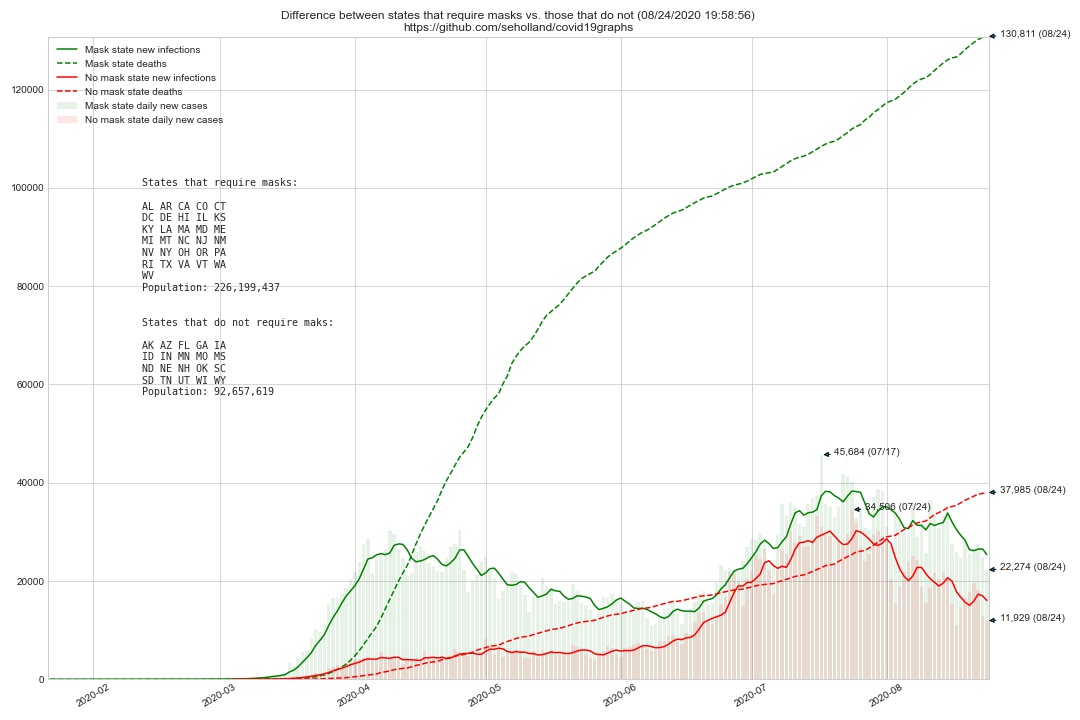 Difference between states that require masks vs. those that do not (08/24/2020 19:58:56)
https://github.com/seholland/covid19graphs
Mask state new infections
Mask state deaths
No mask state new infections
No mask state deaths
Mask state daily new cases
No mask state daily new cases
130,811 (08/24)
120000
100000
80000
60000
40000
20000
0
States that require masks:
AL AR CA CO CT
DC DE HI IL KS
KY LA MA MD ME
MI MT NC NJ NM
NV NY OH OR PA
RI TX VA VT WA
WV
Population: 226,199,437
States that do not require maks:
AK AZ FL GA IA
ID IN MN MO MS
ND NE NH OK SC
SD TN UT WI WY
Population: 92,657,619
45,684 (07/17)
34,506 (07/24)
37,985 (08/24)
22,274 (08/24)
11,929 (08/24)
2020-02
2020-03
2020-04
2020-05
2020-06
2020-07
2020-08